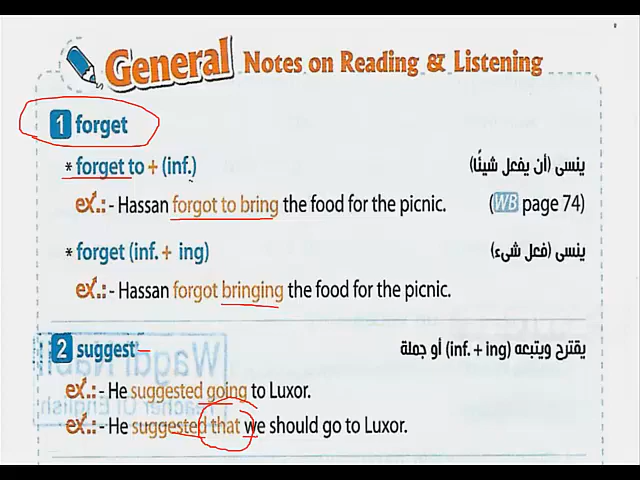 General Notes on Reading & Listening
1 forget
* forget to + (inf.) ينسى (أن يفعل شيئًا)
ex.: - Hassan forgot to bring the food for the picnic. (WB page 74)
* forget (inf. + ing) ينسى (فعل شىء)
ex.: - Hassan forgot bringing the food for the picnic.
2 suggest يقترح ويتبعه (inf. + ing) أو جملة
ex.: - He suggested going to Luxor.
ex.: - He suggested that we should go to Luxor.